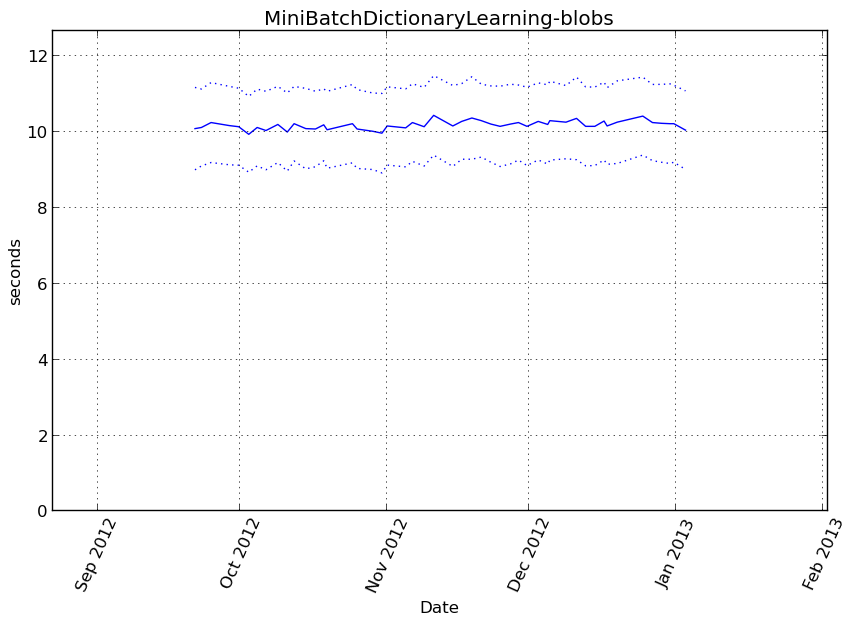 MiniBatchDictionaryLearning-blobs
12
10
8
6
4
2
0
seconds
Sep 2012
Oct 2012
Nov 2012
Dec 2012
Jan 2013
Feb 2013
Date